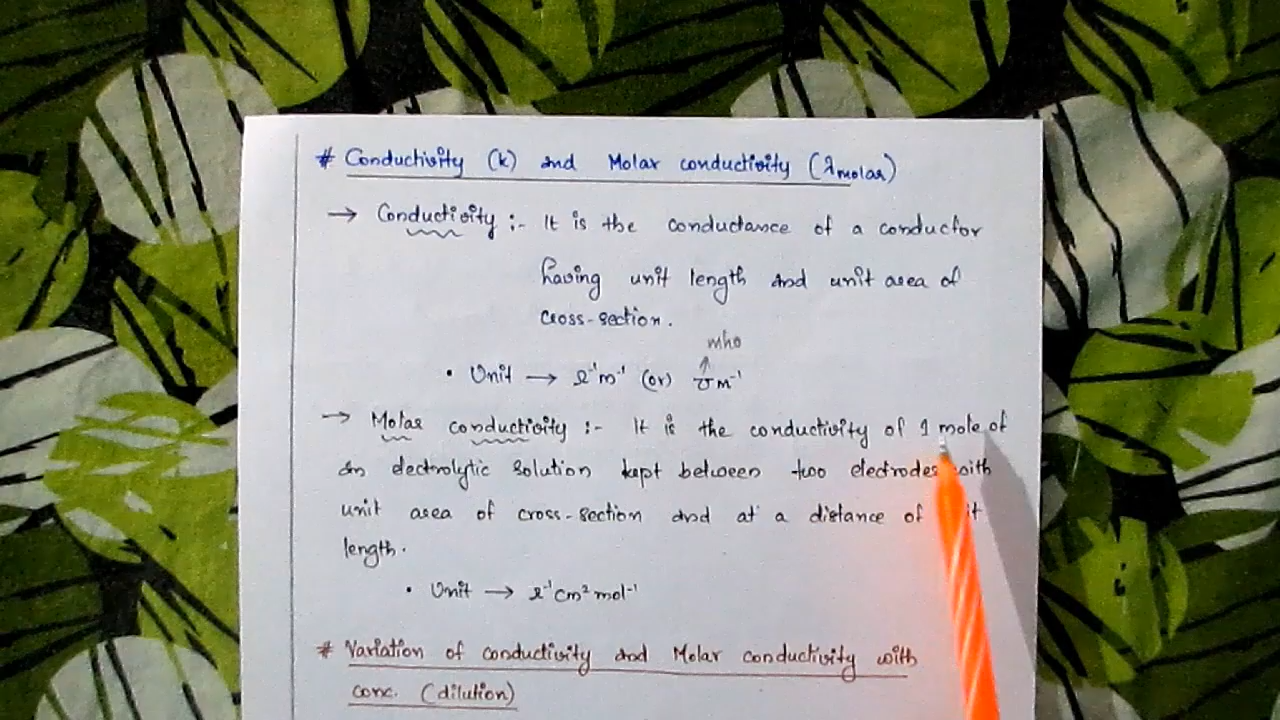 # Conductivity (k) and Molar conductivity (λmolar)
→ Conductivity :- It is the conductance of a conductor
having unit length and unit area of
cross-section.
mho
• Unit → Ω⁻¹m⁻¹ (or) ℧m⁻¹
→ Molar conductivity :- It is the conductivity of 1 mole of
an electrolytic solution kept between two electrodes with
unit area of cross-section and at a distance of
length.
• Unit → Ω⁻¹cm²mol⁻¹
# Variation of conductivity and Molar conductivity with
conc. (dilution)